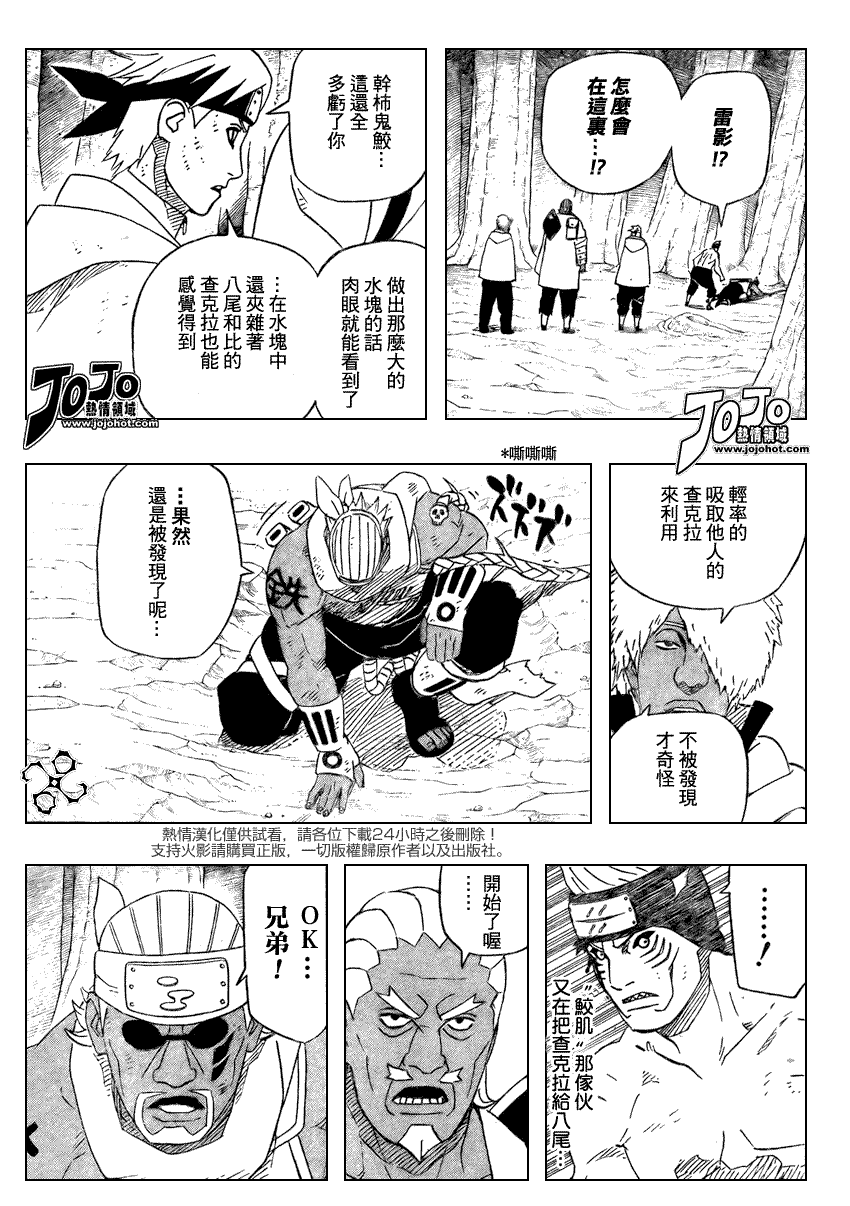 雷影!?
怎麼會
在這裏…!?
幹柿鬼鮫…
這還全
多虧了你
做出那麼大的
水塊的話
肉眼就能看到了
…在水塊中
還夾雜著
八尾和比的
查克拉也能
感覺得到
JOJO
熱情領域
www.jojohot.com
JOJO
熱情領域
www.jojohot.com
輕率的
吸取他人的
查克拉
來利用
不被發現
才奇怪
*嘶嘶嘶
ズズズ
…果然
還是被發現了呢…
鉄
熱情漢化僅供試看，請各位下載24小時之後刪除！
支持火影請購買正版，一切版權歸原作者以及出版社。
……!
〝鮫肌〞那傢伙
又在把查克拉給八尾…
開始了喔
……
OK…
兄弟!